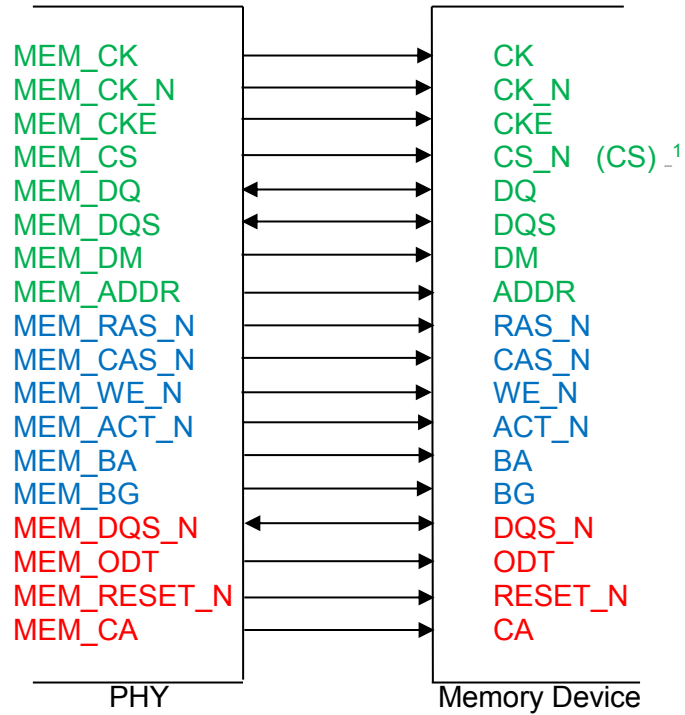 MEM_CK CK
MEM_CK_N CK_N
MEM_CKE CKE
MEM_CS CS_N (CS) -1
MEM_DQ DQ
MEM_DQS DQS
MEM_DM DM
MEM_ADDR ADDR
MEM_RAS_N RAS_N
MEM_CAS_N CAS_N
MEM_WE_N WE_N
MEM_ACT_N ACT_N
MEM_BA BA
MEM_BG BG
MEM_DQS_N DQS_N
MEM_ODT ODT
MEM_RESET_N RESET_N
MEM_CA CA
PHY Memory Device